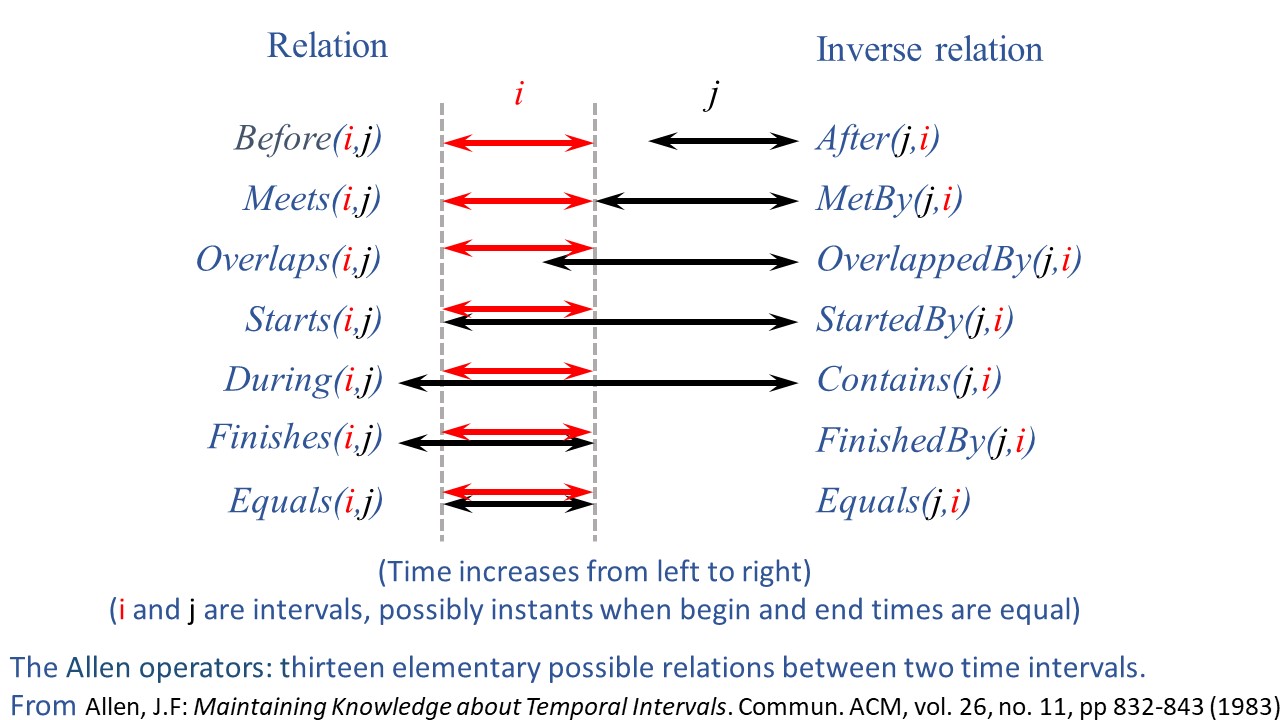 Relation Inverse relation
i j
Before(i,j) After(j,i)
Meets(i,j) MetBy(j,i)
Overlaps(i,j) OverlappedBy(j,i)
Starts(i,j) StartedBy(j,i)
During(i,j) Contains(j,i)
Finishes(i,j) FinishedBy(j,i)
Equals(i,j) Equals(j,i)
(Time increases from left to right)
(i and j are intervals, possibly instants when begin and end times are equal)
The Allen operators: thirteen elementary possible relations between two time intervals.
From Allen, J.F: Maintaining Knowledge about Temporal Intervals. Commun. ACM, vol. 26, no. 11, pp 832-843 (1983)